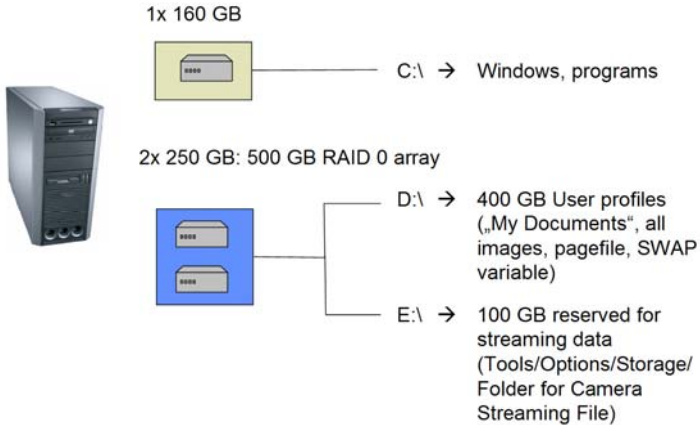 1x 160 GB
C:\ → Windows, programs
2x 250 GB: 500 GB RAID 0 array
D:\ → 400 GB User profiles
(„My Documents“, all
images, pagefile, SWAP
variable)
E:\ → 100 GB reserved for
streaming data
(Tools/Options/Storage/
Folder for Camera
Streaming File)